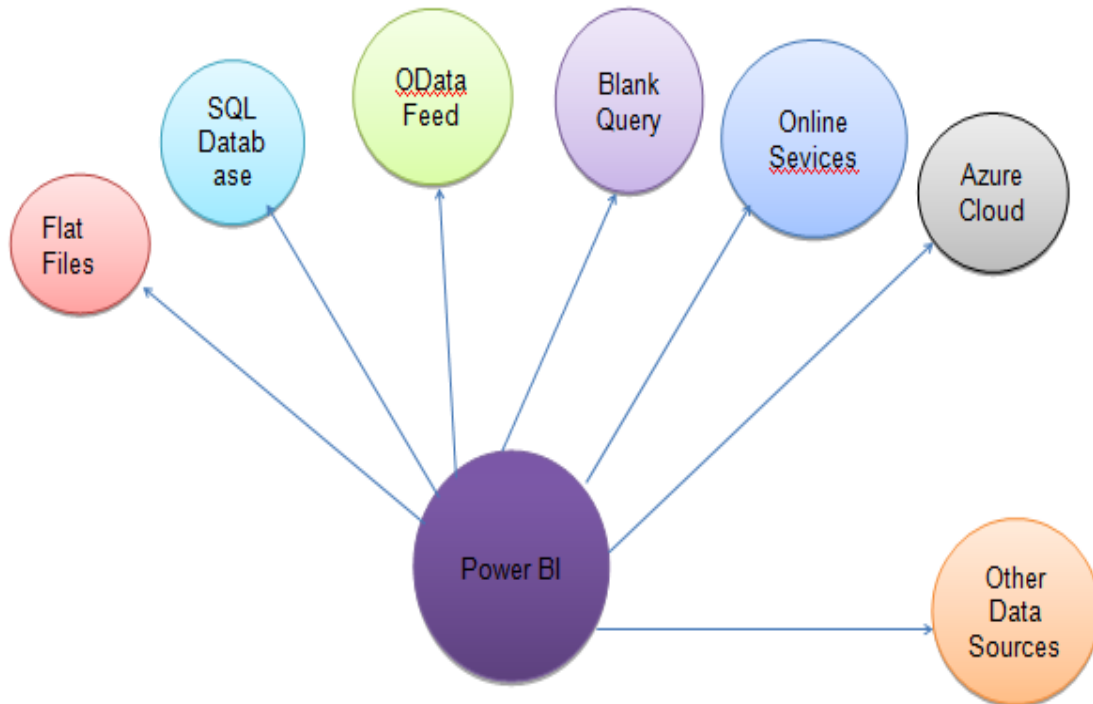 Flat
Files
SQL
Datab
ase
OData
Feed
Blank
Query
Online
Sevices
Azure
Cloud
Power BI
Other
Data
Sources